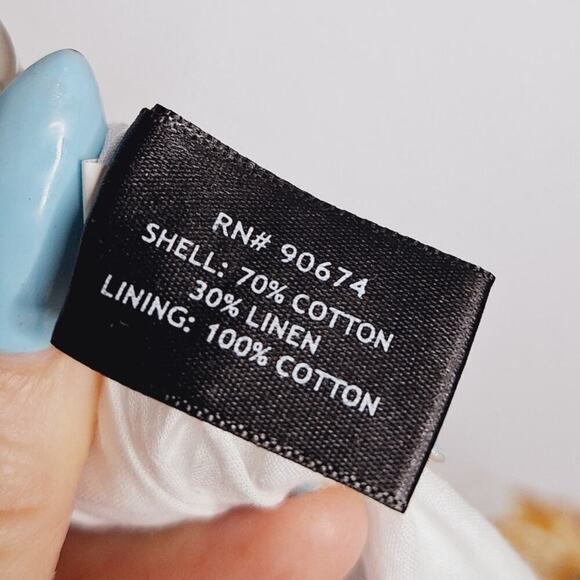 RN# 90674
SHELL: 70% COTTON
30% LINEN
LINING: 100% COTTON